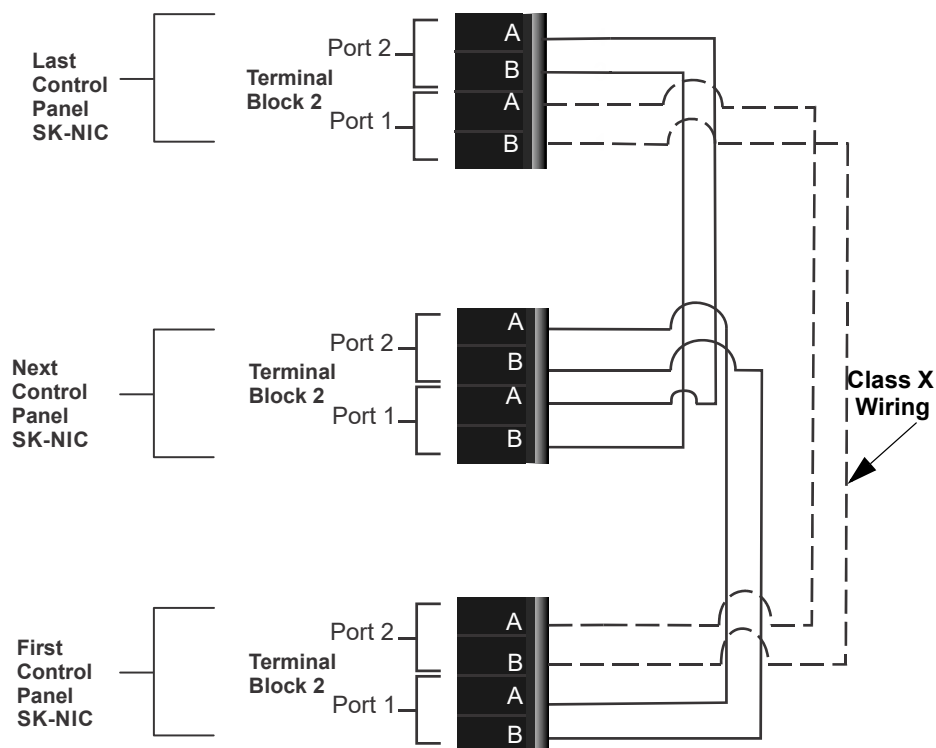 Last
Control
Panel
SK-NIC
Terminal
Block 2
Port 2
Port 1
A
B
A
B
Next
Control
Panel
SK-NIC
Terminal
Block 2
Port 2
Port 1
A
B
A
B
Class X
Wiring
First
Control
Panel
SK-NIC
Terminal
Block 2
Port 2
Port 1
A
B
A
B